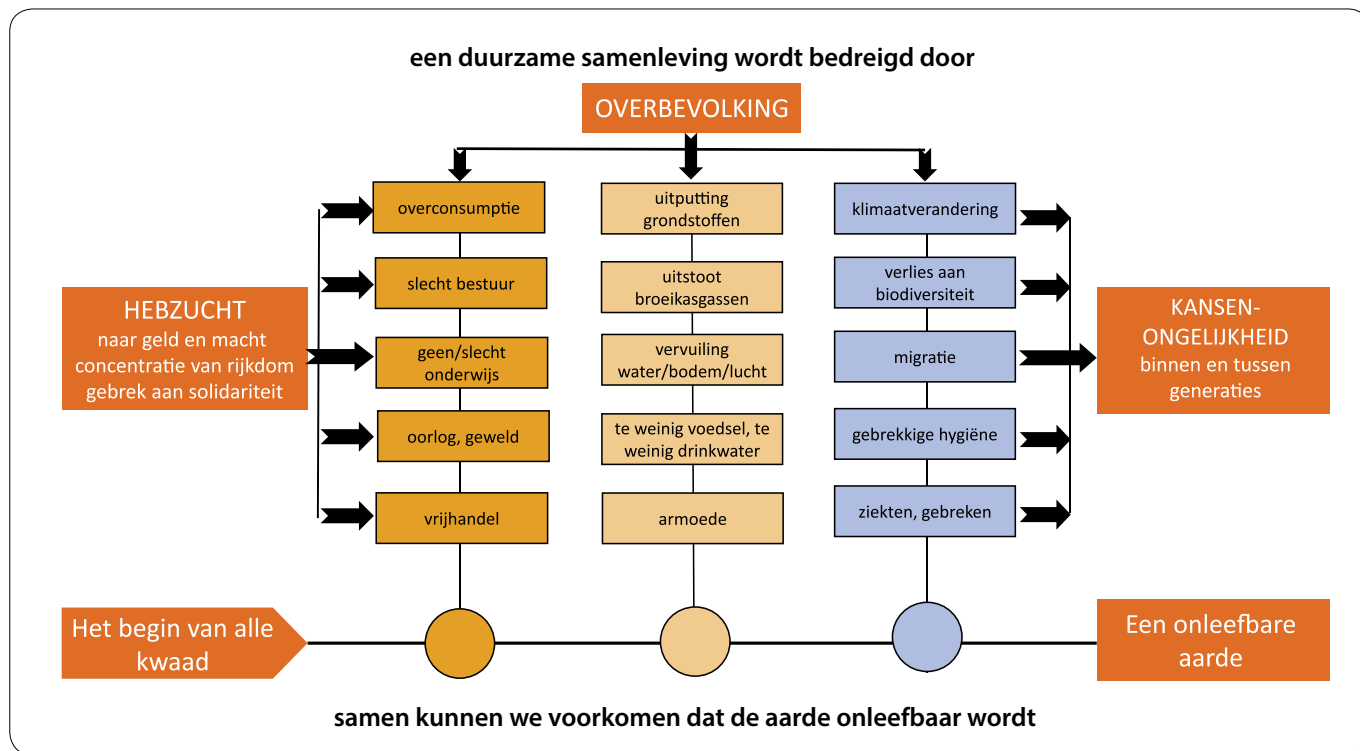 een duurzame samenleving wordt bedreigd door
OVERBEVOLKING
HEBZUCHT
naar geld en macht
concentratie van rijkdom
gebrek aan solidariteit
overconsumptie
slecht bestuur
geen/slecht
onderwijs
oorlog, geweld
vrijhandel
uitputting
grondstoffen
uitstoot
broeikasgassen
vervuiling
water/bodem/lucht
te weinig voedsel, te
weinig drinkwater
armoede
klimaatverandering
verlies aan
biodiversiteit
migratie
gebrekkige hygiëne
ziekten, gebreken
KANSEN-
ONGELIJKHEID
binnen en tussen
generaties
Het begin van alle
kwaad
Een onleefbare
aarde
samen kunnen we voorkomen dat de aarde onleefbaar wordt